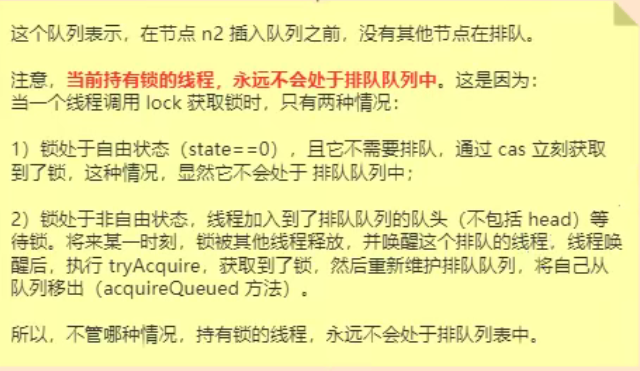 这个队列表示，在节点 n2 插入队列之前，没有其他节点在排队。
注意，当前持有锁的线程，永远不会处于排队队列中。这是因为：
当一个线程调用 lock 获取锁时，只有两种情况：
1）锁处于自由状态（state==0），且它不需要排队，通过 cas 立刻获取
到了锁，这种情况，显然它不会处于 排队队列中；
2）锁处于非自由状态，线程加入到了排队队列的队头（不包括 head）等
待锁。将来某一时刻，锁被其他线程释放，并唤醒这个排队的线程，线程唤
醒后，执行 tryAcquire，获取到了锁，然后重新维护排队队列，将自己从
队列移出（acquireQueued 方法）。
所以，不管哪种情况，持有锁的线程，永远不会处于排队列表中。